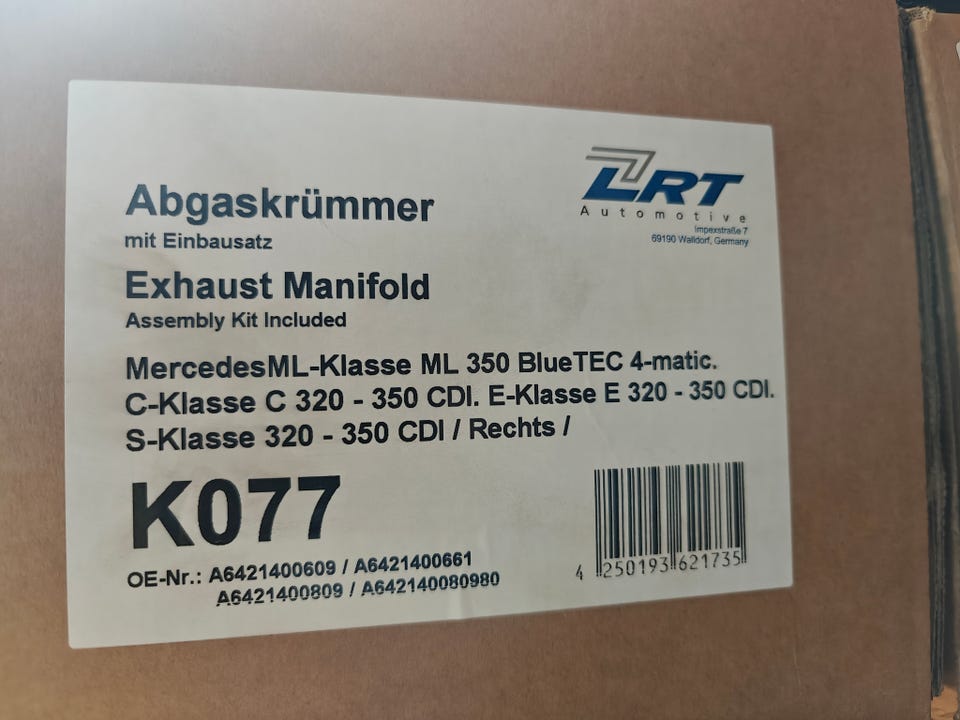 LRT
Automotive
Impexstraße 7
69190 Walldorf, Germany
Abgaskrümmer
mit Einbausatz
Exhaust Manifold
Assembly Kit Included
MercedesML-Klasse ML 350 BlueTEC 4-matic.
C-Klasse C 320 - 350 CDI. E-Klasse E 320 - 350 CDI.
S-Klasse 320 - 350 CDI / Rechts /
K077
OE-Nr.: A6421400609 / A6421400661
A6421400809 / A642140080980
4 250193 621735